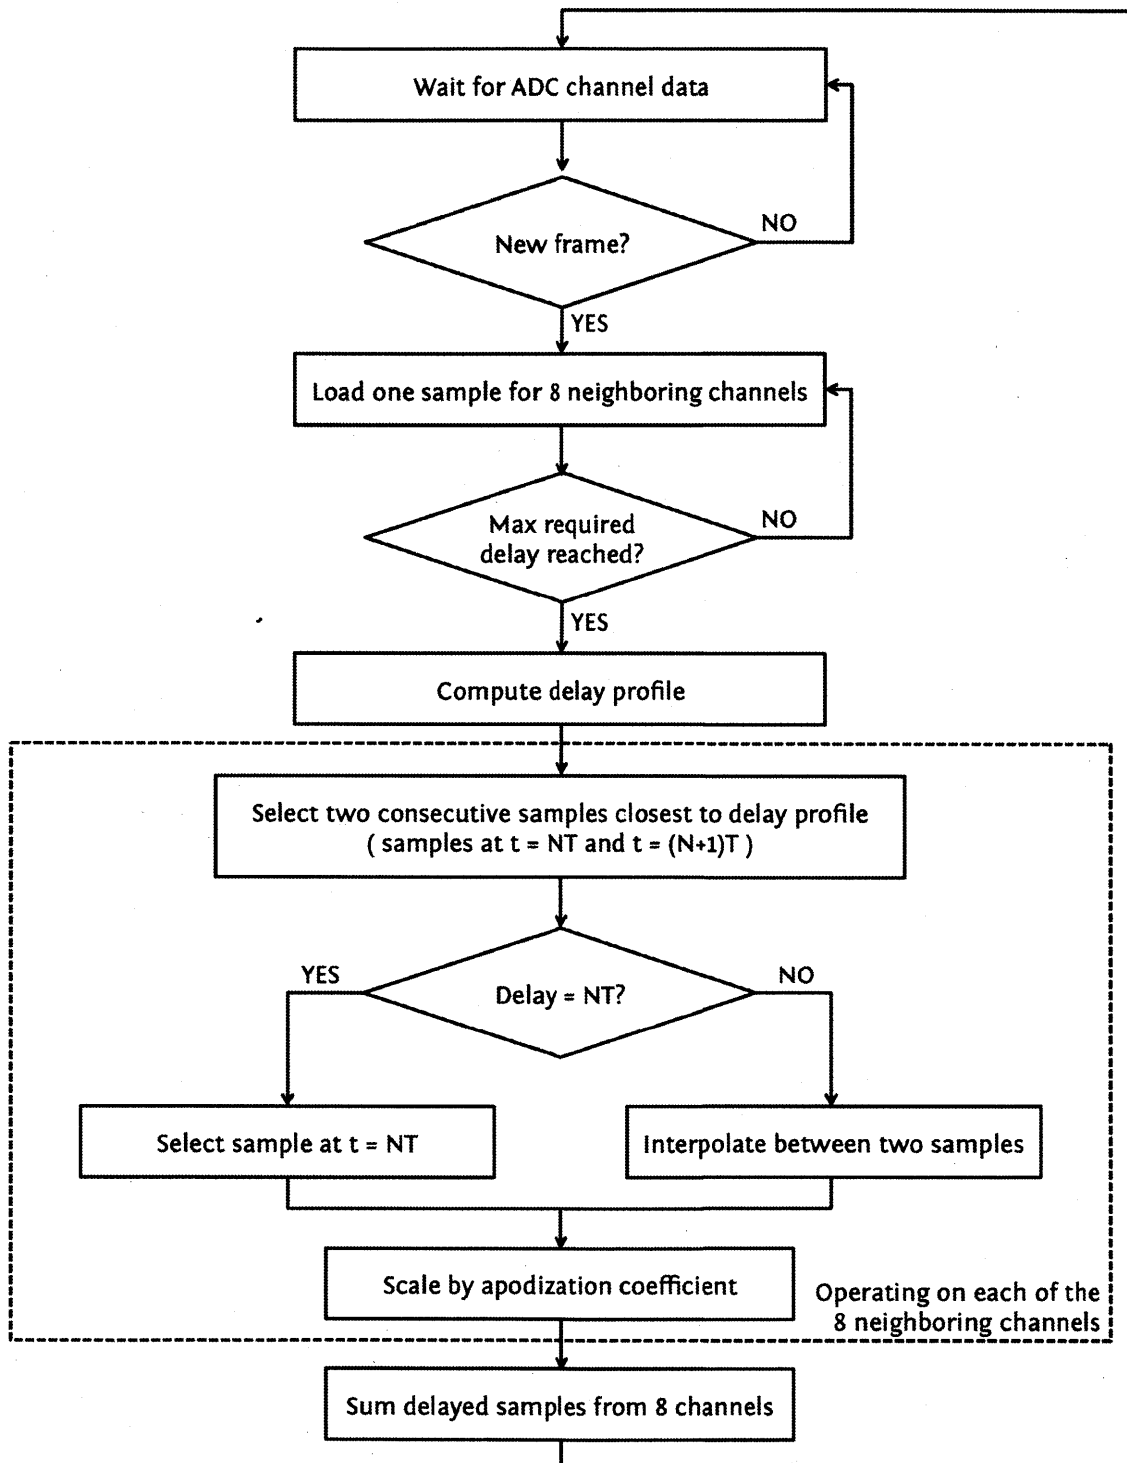 Wait for ADC channel data
NO
New frame?
YES
Load one sample for 8 neighboring channels
NO
Max required
delay reached?
YES
Compute delay profile
Select two consecutive samples closest to delay profile
( samples at t = NT and t = (N+1)T )
YES
NO
Delay = NT?
Select sample at t = NT
Interpolate between two samples
Scale by apodization coefficient
Operating on each of the
8 neighboring channels
Sum delayed samples from 8 channels